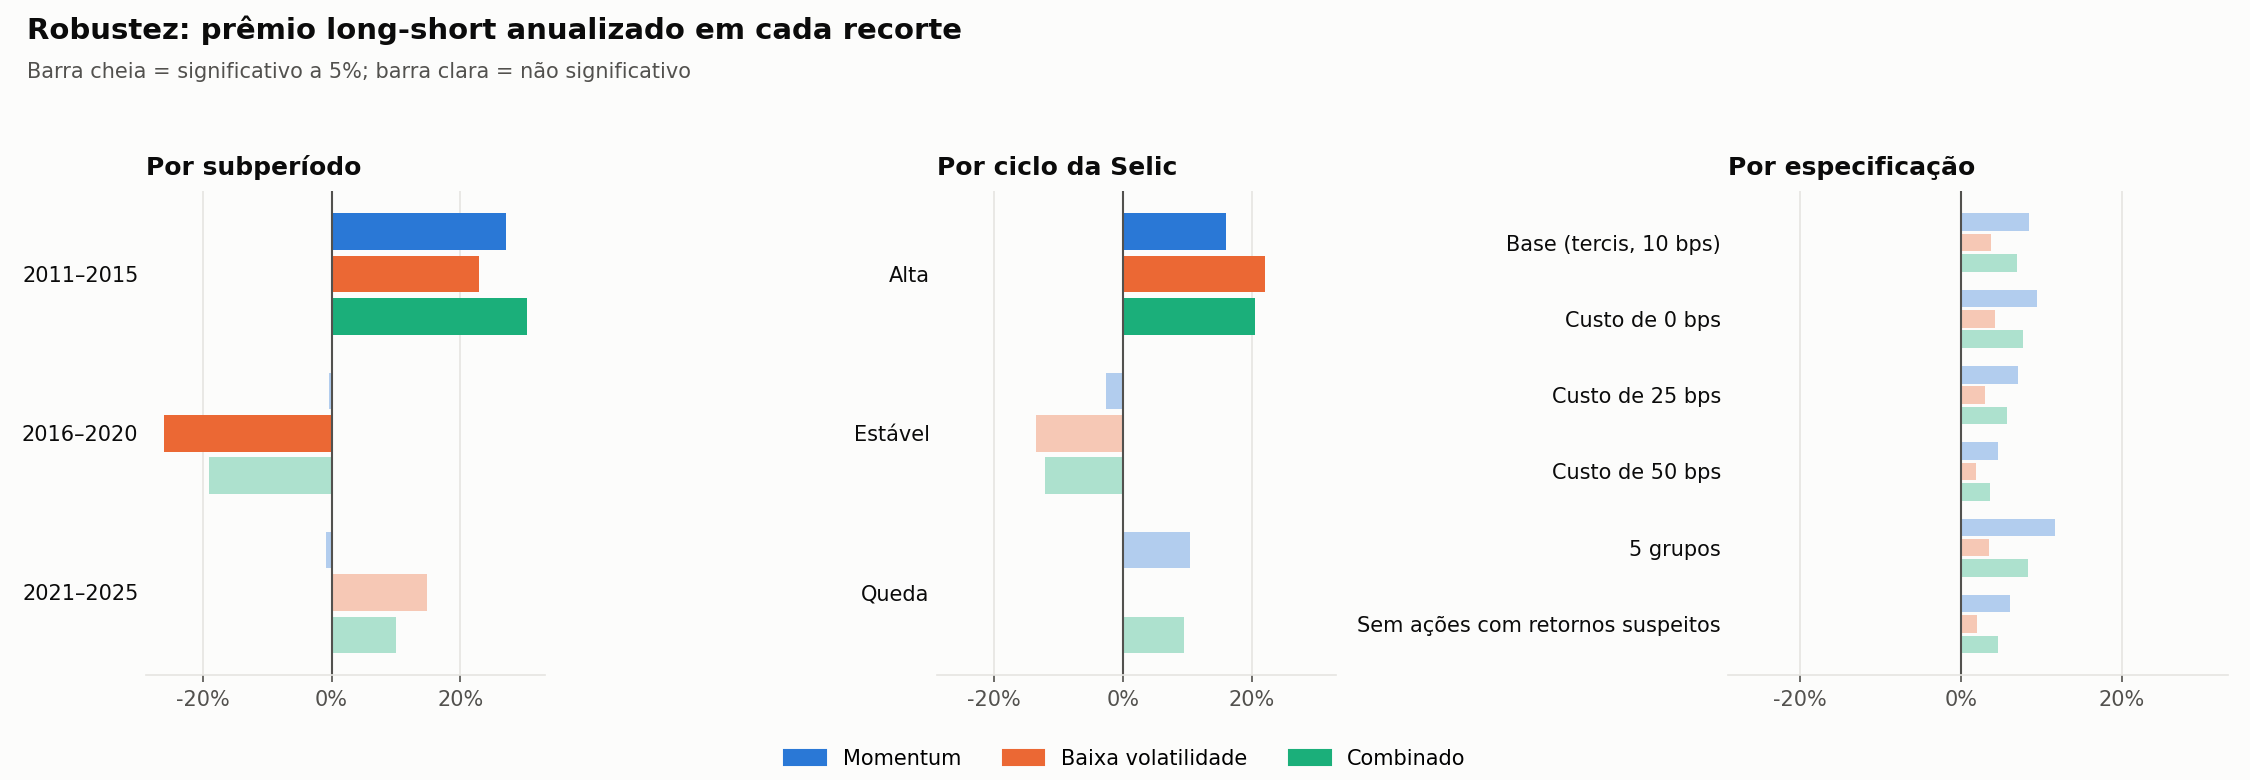 Robustez: prêmio long-short anualizado em cada recorte
Barra cheia = significativo a 5%; barra clara = não significativo
Por subperíodo
2011–2015
2016–2020
2021–2025
-20% 0% 20%
Por ciclo da Selic
Alta
Estável
Queda
-20% 0% 20%
Por especificação
Base (tercis, 10 bps)
Custo de 0 bps
Custo de 25 bps
Custo de 50 bps
5 grupos
Sem ações com retornos suspeitos
-20% 0% 20%
Momentum Baixa volatilidade Combinado